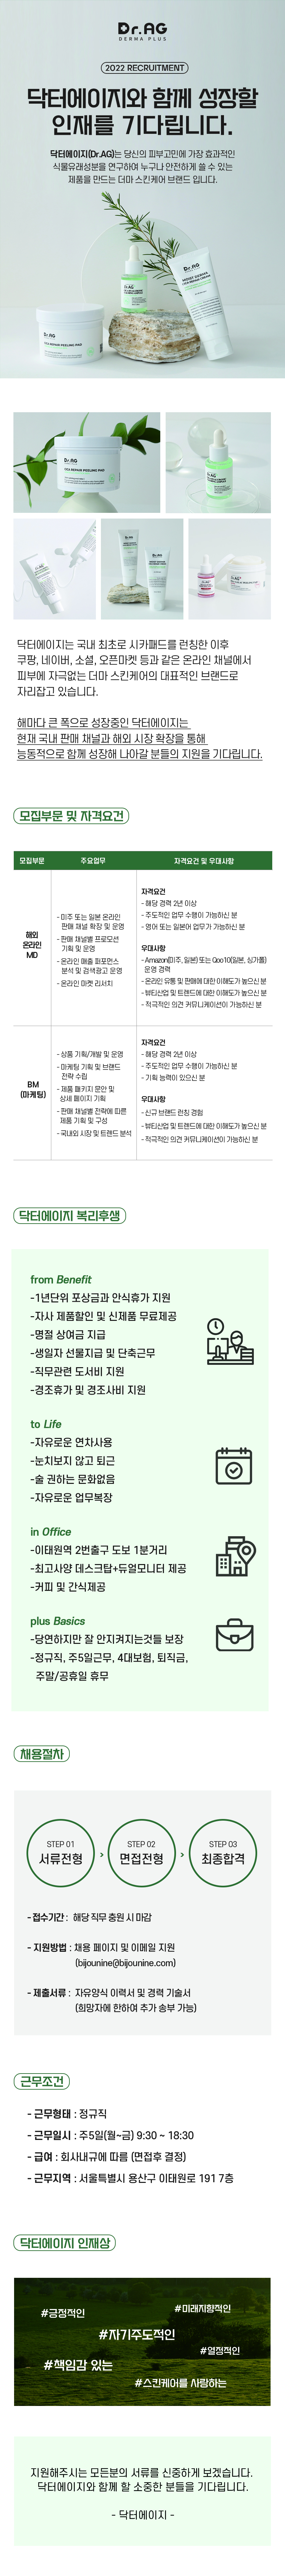 Dr.AG
DERMA PLUS
2022 RECRUITMENT
닥터에이지와 함께 성장할
인재를 기다립니다.
닥터에이지(Dr.AG)는 당신의 피부고민에 가장 효과적인
식물유래성분을 연구하여 누구나 안전하게 쓸 수 있는
제품을 만드는 더마 스킨케어 브랜드 입니다.
Dr.AG
Dr.AG
Dr.AG
CICA REPAIR PEELING PAD
Dr.AG
CICA REPAIR PEELING PAD
Dr.AG
닥터에이지는 국내 최초로 시카패드를 런칭한 이후
쿠팡, 네이버, 소셜, 오픈마켓 등과 같은 온라인 채널에서
피부에 자극없는 더마 스킨케어의 대표적인 브랜드로
자리잡고 있습니다.
해마다 큰 폭으로 성장중인 닥터에이지는
현재 국내 판매 채널과 해외 시장 확장을 통해
능동적으로 함께 성장해 나아갈 분들의 지원을 기다립니다.
모집부문 및 자격요건
모집부문 주요업무 자격요건 및 우대사항
해외
온라인
MD
- 미주 또는 일본 온라인
판매 채널 확장 및 운영
- 판매 채널별 프로모션
기획 및 운영
- 온라인 매출 퍼포먼스
분석 및 검색광고 운영
- 온라인 마켓 리서치
자격요건
- 해당 경력 2년 이상
- 주도적인 업무 수행이 가능하신 분
- 영어 또는 일본어 업무가 가능하신 분
우대사항
- Amazon(미주, 일본) 또는 Qoo10(일본, 싱가폴)
운영 경력
- 온라인 유통 및 판매에 대한 이해도가 높으신 분
- 뷰티산업 및 트렌드에 대한 이해도가 높으신 분
- 적극적인 의견 커뮤니케이션이 가능하신 분
BM
(마케팅)
- 상품 기획/개발 및 운영
- 마케팅 기획 및 브랜드
전략 수립
- 제품 패키지 문안 및
상세 페이지 기획
- 판매 채널별 전략에 따른
제품 기획 및 구성
- 국내외 시장 및 트렌드 분석
자격요건
- 해당 경력 2년 이상
- 주도적인 업무 수행이 가능하신 분
- 기획 능력이 있으신 분
우대사항
- 신규 브랜드 런칭 경험
- 뷰티산업 및 트렌드에 대한 이해도가 높으신 분
- 적극적인 의견 커뮤니케이션이 가능하신 분
닥터에이지 복리후생
from Benefit
-1년단위 포상금과 안식휴가 지원
-자사 제품할인 및 신제품 무료제공
-명절 상여금 지급
-생일자 선물지급 및 단축근무
-직무관련 도서비 지원
-경조휴가 및 경조사비 지원
to Life
-자유로운 연차사용
-눈치보지 않고 퇴근
-술 권하는 문화없음
-자유로운 업무복장
in Office
-이태원역 2번출구 도보 1분거리
-최고사양 데스크탑+듀얼모니터 제공
-커피 및 간식제공
plus Basics
-당연하지만 잘 안지켜지는것들 보장
-정규직, 주5일근무, 4대보험, 퇴직금,
주말/공휴일 휴무
채용절차
STEP 01
서류전형
>
STEP 02
면접전형
>
STEP 03
최종합격
- 접수기간 : 해당 직무 충원 시 마감
- 지원방법 : 채용 페이지 및 이메일 지원
(bijounine@bijounine.com)
- 제출서류 : 자유양식 이력서 및 경력 기술서
(희망자에 한하여 추가 송부 가능)
근무조건
- 근무형태 : 정규직
- 근무일시 : 주5일(월~금) 9:30 ~ 18:30
- 급여 : 회사내규에 따름 (면접후 결정)
- 근무지역 : 서울특별시 용산구 이태원로 191 7층
닥터에이지 인재상
#긍정적인
#미래지향적인
#자기주도적인
#열정적인
#책임감 있는
#스킨케어를 사랑하는
지원해주시는 모든분의 서류를 신중하게 보겠습니다.
닥터에이지와 함께 할 소중한 분들을 기다립니다.
- 닥터에이지 -